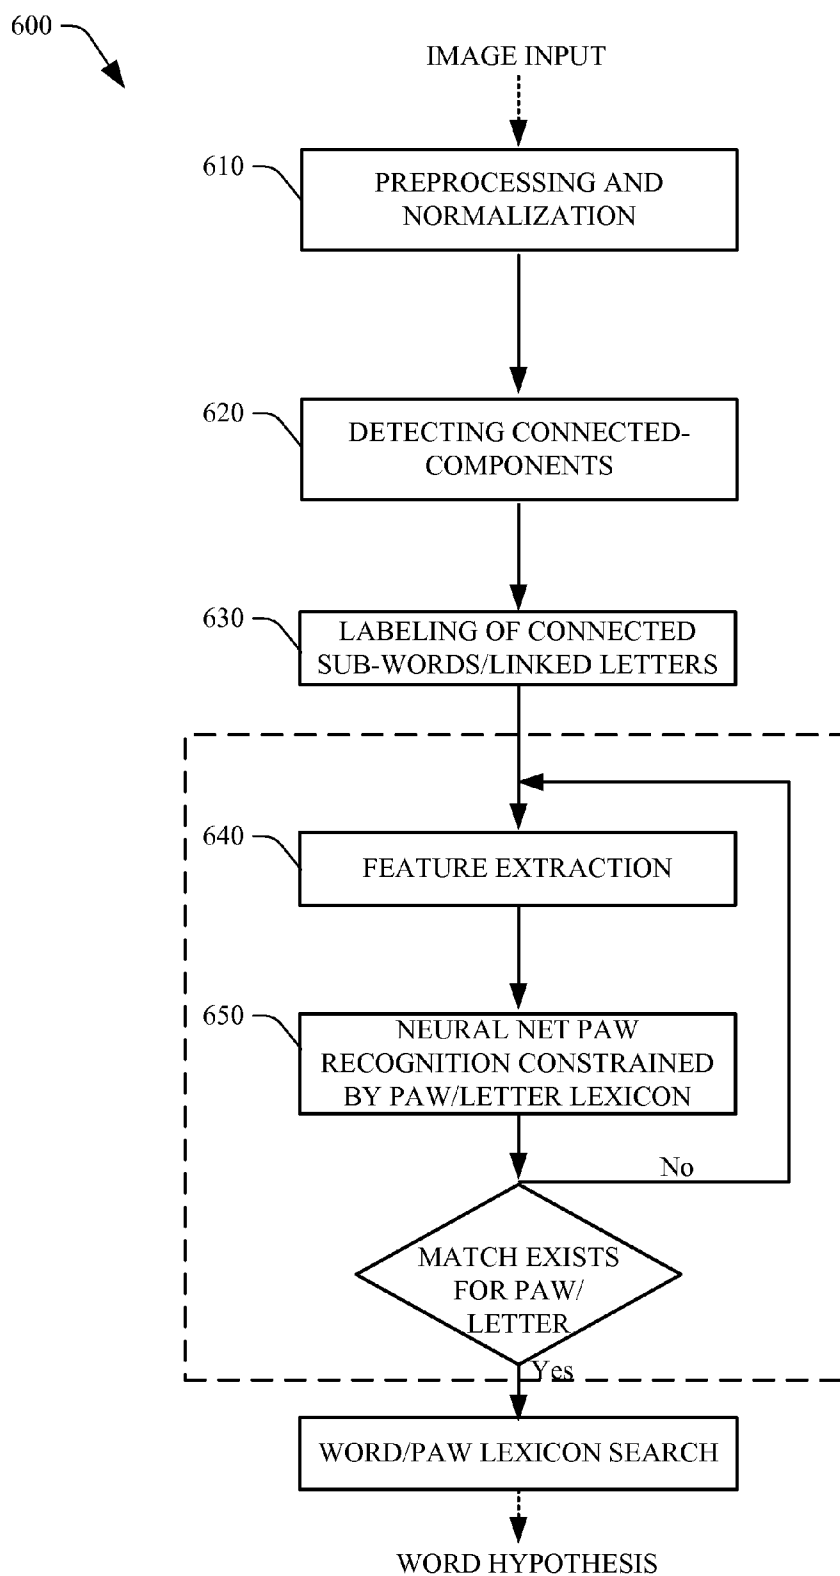 600
IMAGE INPUT
610
PREPROCESSING AND
NORMALIZATION
620
DETECTING CONNECTED-
COMPONENTS
630
LABELING OF CONNECTED
SUB-WORDS/LINKED LETTERS
640
FEATURE EXTRACTION
650
NEURAL NET PAW
RECOGNITION CONSTRAINED
BY PAW/LETTER LEXICON
No
MATCH EXISTS
FOR PAW/
LETTER
Yes
WORD/PAW LEXICON SEARCH
WORD HYPOTHESIS